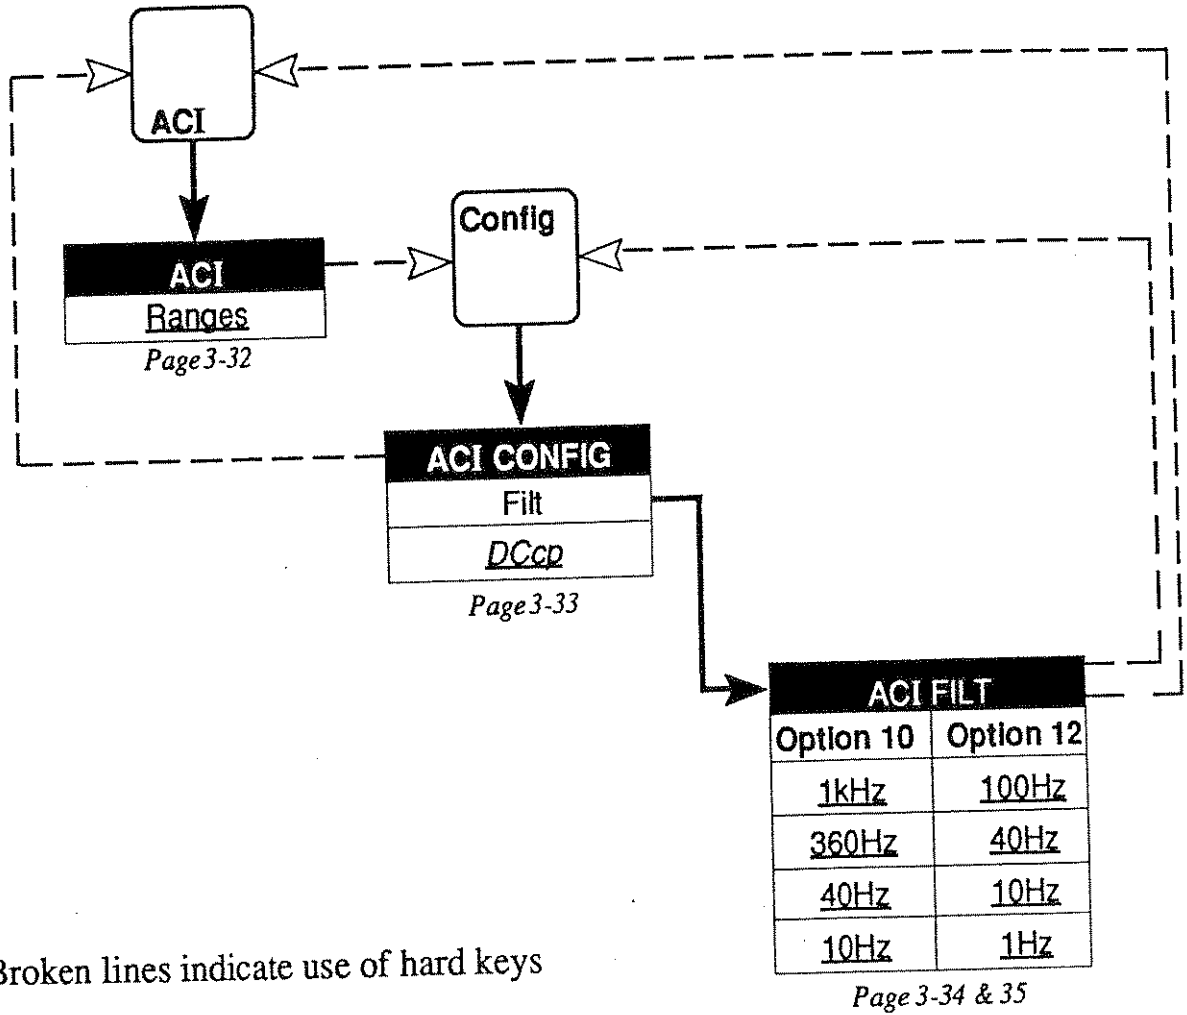 ACI
Config
ACI
Ranges
Page 3-32
ACI CONFIG
Filt
DCcp
Page 3-33
ACI FILT
Option 10 Option 12
1kHz 100Hz
360Hz 40Hz
40Hz 10Hz
10Hz 1Hz
Broken lines indicate use of hard keys
Page 3-34 & 35